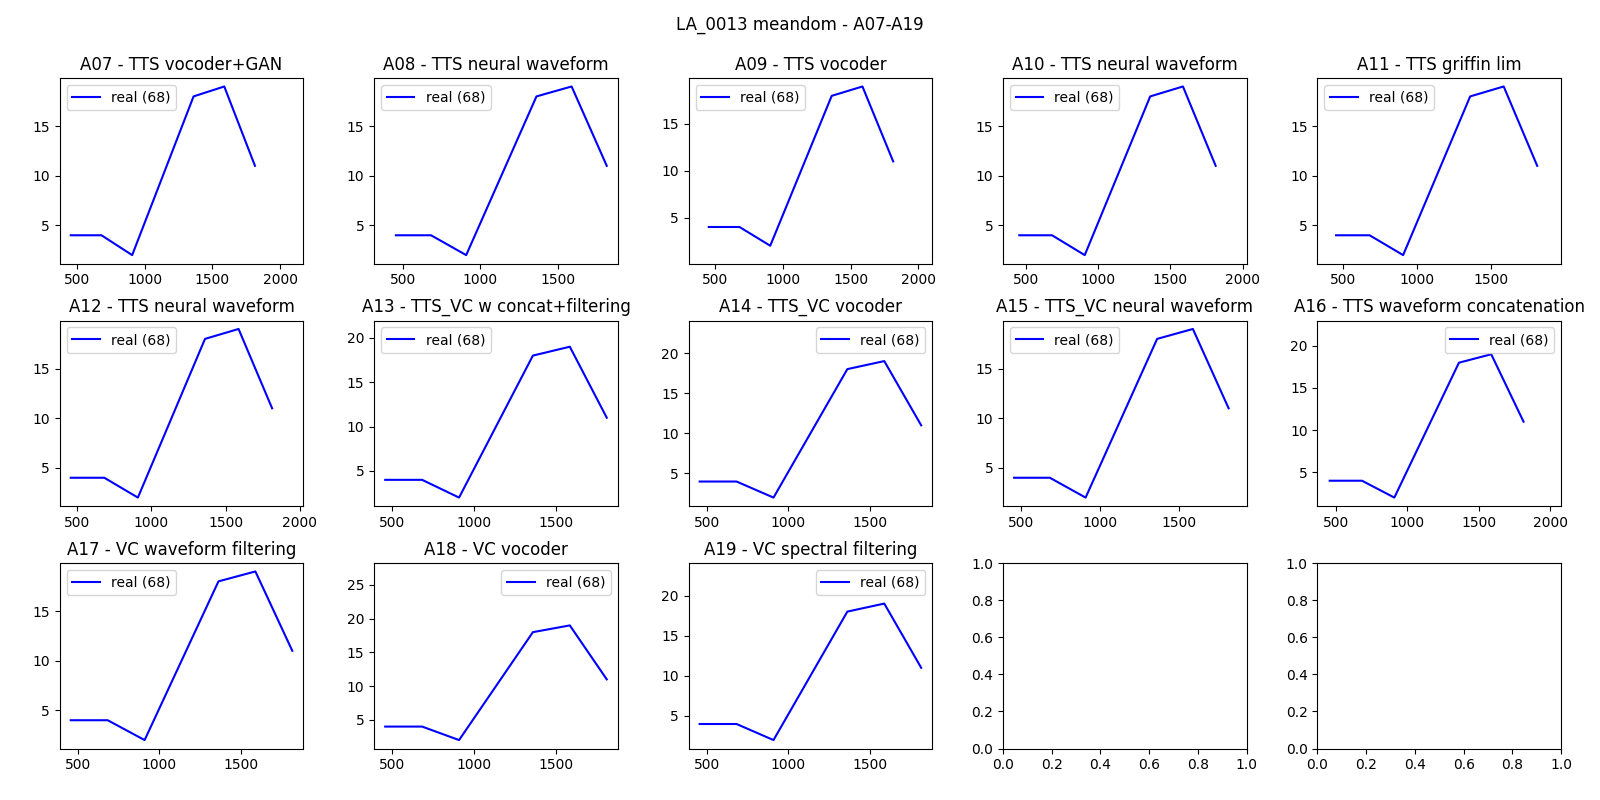 LA_0013 meandom - A07-A19
A07 - TTS vocoder+GAN
real (68)
15
10
5
500 1000 1500 2000
A08 - TTS neural waveform
real (68)
15
10
5
500 1000 1500
A09 - TTS vocoder
real (68)
15
10
5
500 1000 1500 2000
A10 - TTS neural waveform
real (68)
15
10
5
500 1000 1500 2000
A11 - TTS griffin lim
real (68)
15
10
5
500 1000 1500
A12 - TTS neural waveform
real (68)
15
10
5
500 1000 1500 2000
A13 - TTS_VC w concat+filtering
real (68)
20
15
10
5
500 1000 1500
A14 - TTS_VC vocoder
real (68)
20
15
10
5
500 1000 1500
A15 - TTS_VC neural waveform
real (68)
15
10
5
500 1000 1500
A16 - TTS waveform concatenation
real (68)
20
15
10
5
500 1000 1500 2000
A17 - VC waveform filtering
real (68)
15
10
5
500 1000 1500
A18 - VC vocoder
real (68)
25
20
15
10
5
500 1000 1500
A19 - VC spectral filtering
real (68)
20
15
10
5
500 1000 1500
1.0
0.8
0.6
0.4
0.2
0.0
0.0 0.2 0.4 0.6 0.8 1.0
1.0
0.8
0.6
0.4
0.2
0.0
0.0 0.2 0.4 0.6 0.8 1.0